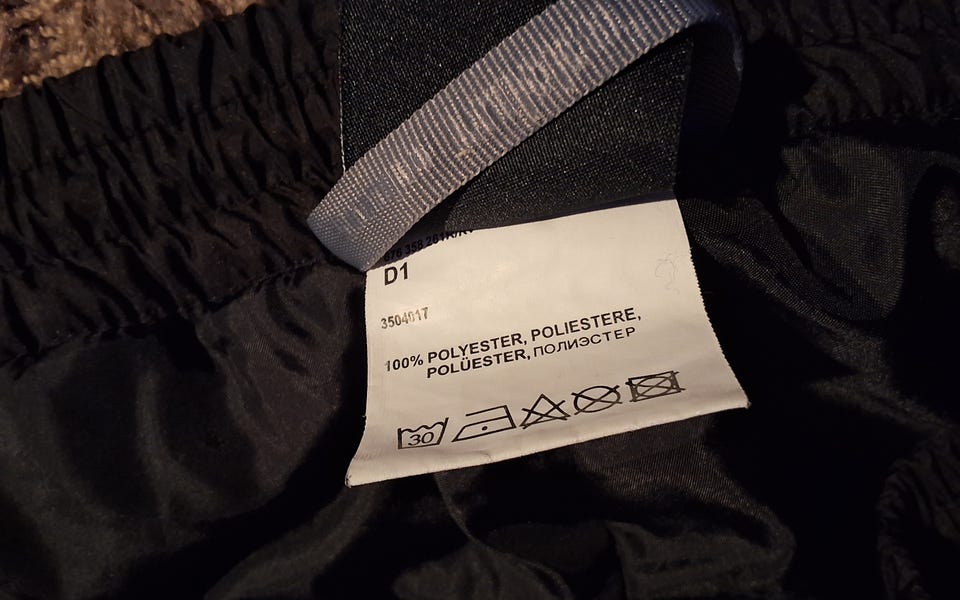 D1
3504017
100% POLYESTER, POLIESTERE,
POLÜESTER, ПОЛИЭСТЕР
30